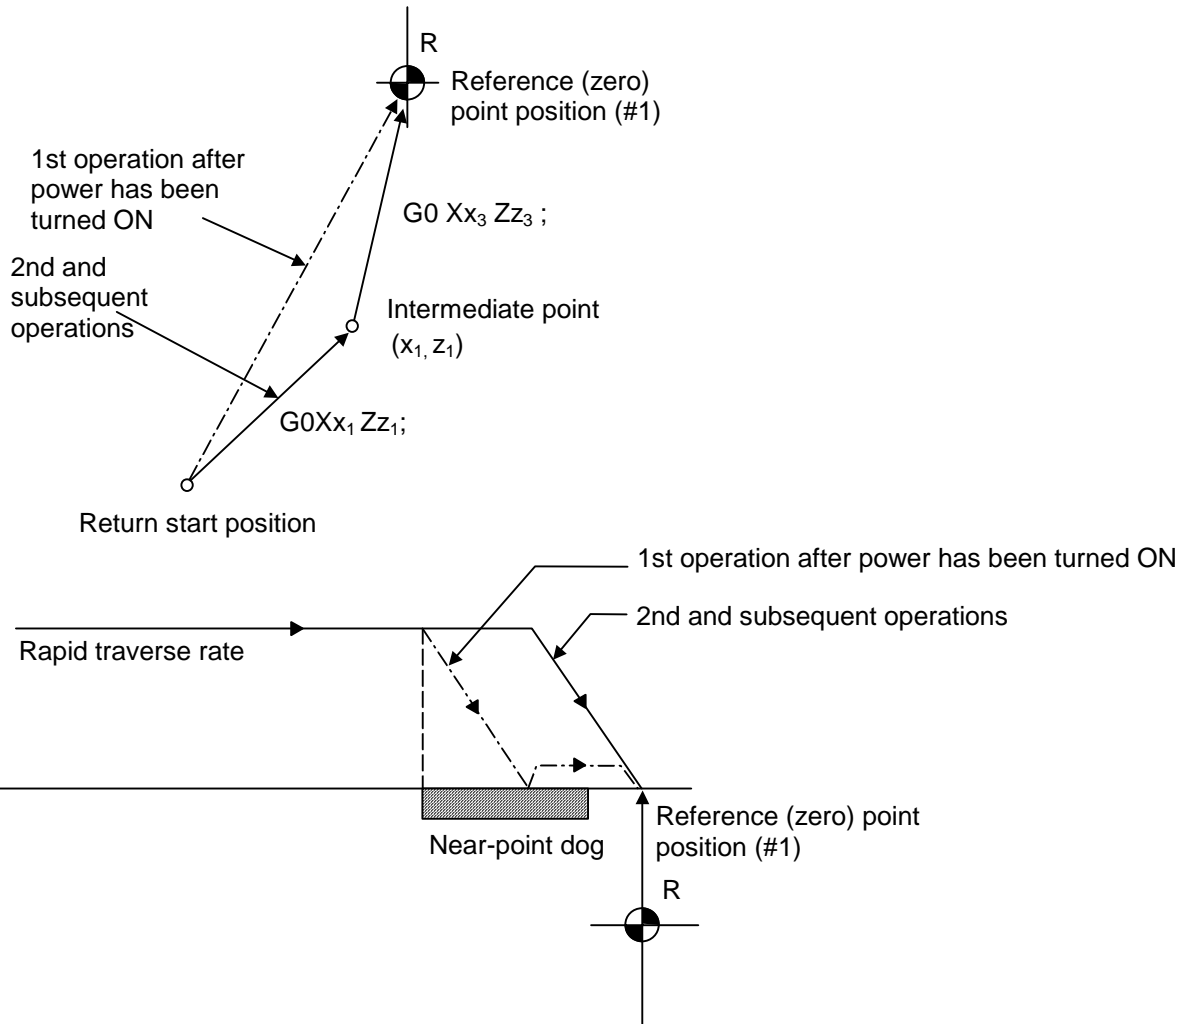 R
Reference (zero)
point position (#1)
1st operation after
power has been
turned ON
G0 Xx₃ Zz₃ ;
2nd and
subsequent
operations
Intermediate point
(x₁, z₁)
G0Xx₁ Zz₁;
Return start position
1st operation after power has been turned ON
2nd and subsequent operations
Rapid traverse rate
Reference (zero) point
position (#1)
Near-point dog
R